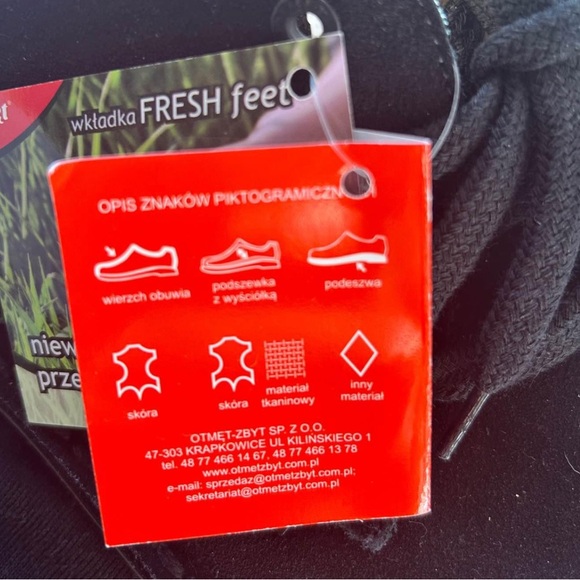 wkładka FRESH feet
OPIS ZNAKÓW
wierzch obuwia
podszewka
z wyściółką
podeszwa
skóra
skóra
materiał
tkaninowy
inny
materiał
OTMĘT-ZBYT SP. Z O.O.
47-303 KRAPKOWICE UL KILIŃSKIEGO 1
tel. 48 77 466 14 67, 48 77 466 13 78
www.otmetzbyt.com.pl
e-mail: sprzedaz@otmetzbyt.com.pl;
sekretariat@otmetzbyt.com.pl